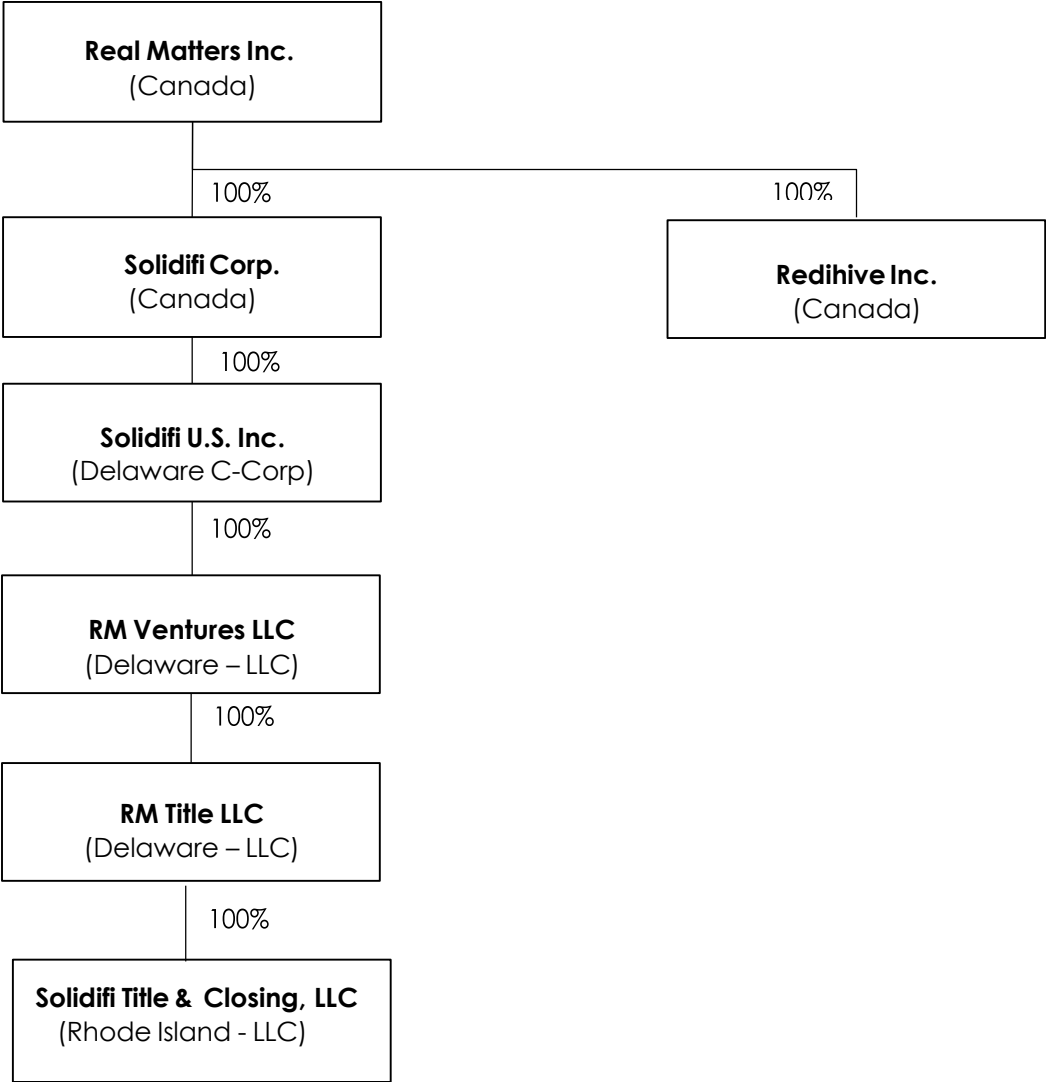 Real Matters Inc.
(Canada)
100%
100%
Solidifi Corp.
(Canada)
Redihive Inc.
(Canada)
100%
Solidifi U.S. Inc.
(Delaware C-Corp)
100%
RM Ventures LLC
(Delaware – LLC)
100%
RM Title LLC
(Delaware – LLC)
100%
Solidifi Title & Closing, LLC
(Rhode Island - LLC)